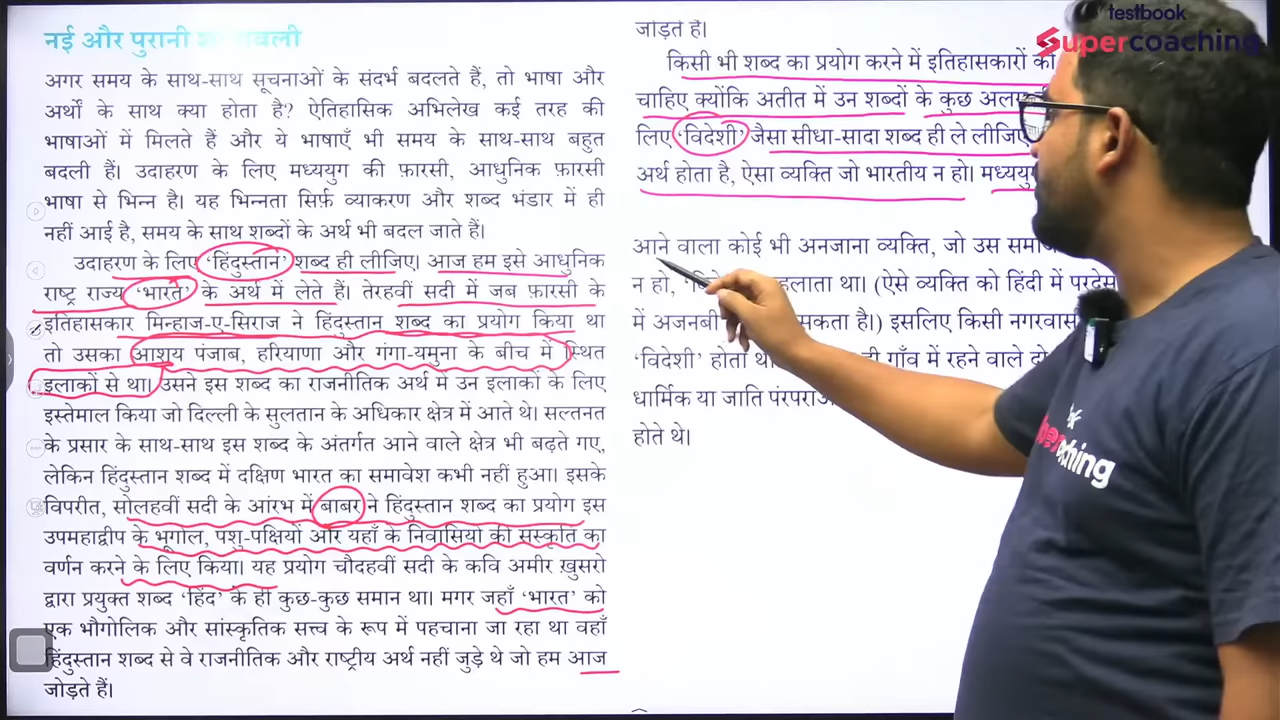 नई और पुरानी
अगर समय के साथ-साथ सूचनाओं के संदर्भ बदलते हैं, तो भाषा और
अर्थों के साथ क्या होता है? ऐतिहासिक अभिलेख कई तरह की
भाषाओं में मिलते हैं और ये भाषाएँ भी समय के साथ-साथ बहुत
बदली हैं। उदाहरण के लिए मध्ययुग की फ़ारसी, आधुनिक फ़ारसी
भाषा से भिन्न है। यह भिन्नता सिर्फ़ व्याकरण और शब्द भंडार में ही
नहीं आई है, समय के साथ शब्दों के अर्थ भी बदल जाते हैं।
उदाहरण के लिए 'हिंदुस्तान' शब्द ही लीजिए। आज हम इसे आधुनिक
राष्ट्र राज्य 'भारत' के अर्थ में लेते हैं। तेरहवीं सदी में जब फ़ारसी के
इतिहासकार मिन्हाज-ए-सिराज ने हिंदुस्तान शब्द का प्रयोग किया था
तो उसका आशय पंजाब, हरियाणा और गंगा-यमुना के बीच में स्थित
इलाकों से था। उसने इस शब्द का राजनीतिक अर्थ में उन इलाकों के लिए
इस्तेमाल किया जो दिल्ली के सुलतान के अधिकार क्षेत्र में आते थे। सल्तनत
के प्रसार के साथ-साथ इस शब्द के अंतर्गत आने वाले क्षेत्र भी बढ़ते गए,
लेकिन हिंदुस्तान शब्द में दक्षिण भारत का समावेश कभी नहीं हुआ। इसके
विपरीत, सोलहवीं सदी के आंरभ में बाबर ने हिंदुस्तान शब्द का प्रयोग इस
उपमहाद्वीप के भूगोल, पशु-पक्षियों और यहाँ के निवासियों की संस्कृति का
वर्णन करने के लिए किया। यह प्रयोग चौदहवीं सदी के कवि अमीर ख़ुसरो
द्वारा प्रयुक्त शब्द 'हिंद' के ही कुछ-कुछ समान था। मगर जहाँ 'भारत' को
एक भौगोलिक और सांस्कृतिक सत्त्व के रूप में पहचाना जा रहा था वहाँ
हिंदुस्तान शब्द से वे राजनीतिक और राष्ट्रीय अर्थ नहीं जुड़े थे जो हम आज
जोड़ते हैं।
जोड़ते हैं।
किसी भी शब्द का प्रयोग करने में इतिहासकारों को
चाहिए क्योंकि अतीत में उन शब्दों के कुछ
लिए 'विदेशी' जैसा सीधा-सादा शब्द ही ले लीजिए
अर्थ होता है, ऐसा व्यक्ति जो भारतीय न हो।
आने वाला कोई भी अनजाना व्यक्ति, जो उस
न हो, कहलाता था। (ऐसे व्यक्ति को हिंदी में परदेसी
में अजनबी सकता है।) इसलिए किसी
'विदेशी' होता ही गाँव में रहने वाले दो
धार्मिक या जाति
होते थे।
testbook
Supercoaching